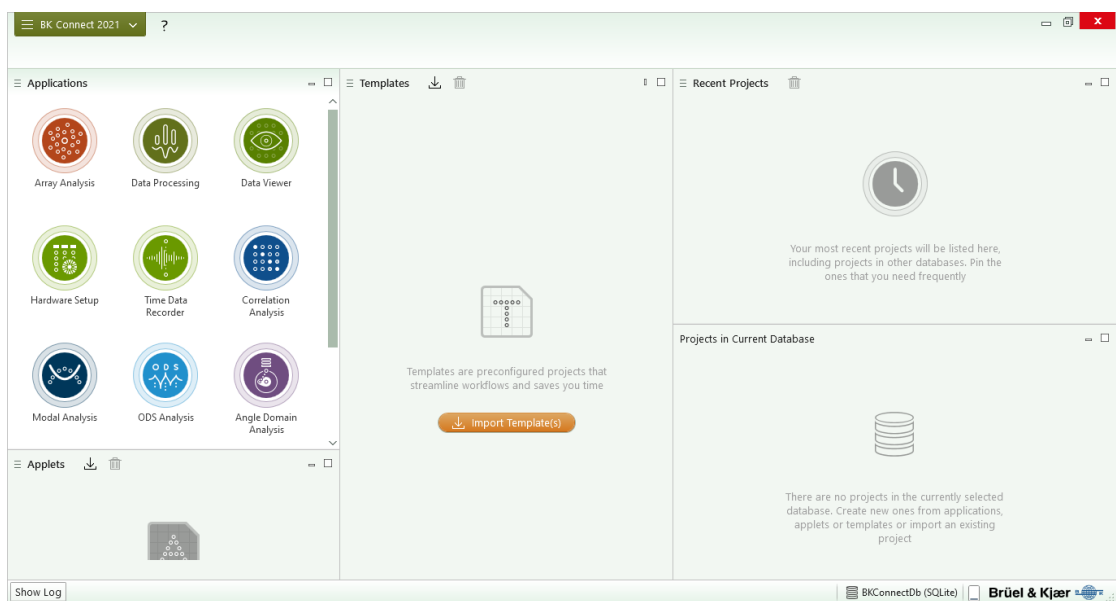 BK Connect 2021
?
Applications
Array Analysis
Data Processing
Data Viewer
Hardware Setup
Time Data
Recorder
Correlation
Analysis
Modal Analysis
ODS
ODS Analysis
Angle Domain
Analysis
Applets
Templates
Templates are preconfigured projects that
streamline workflows and saves you time
Import Template(s)
Recent Projects
Your most recent projects will be listed here,
including projects in other databases. Pin the
ones that you need frequently
Projects in Current Database
There are no projects in the currently selected
database. Create new ones from applications,
applets or templates or import an existing
project
Show Log
BKConnectDb (SQLite)
Brüel & Kjær